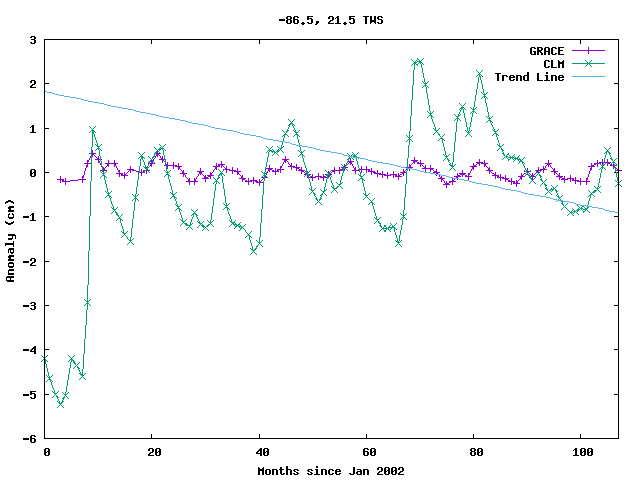 -86.5, 21.5 TWS
GRACE
CLM
Trend Line
3
2
1
0
-1
-2
-3
-4
-5
-6
Anomaly (cm)
0 20 40 60 80 100
Months since Jan 2002